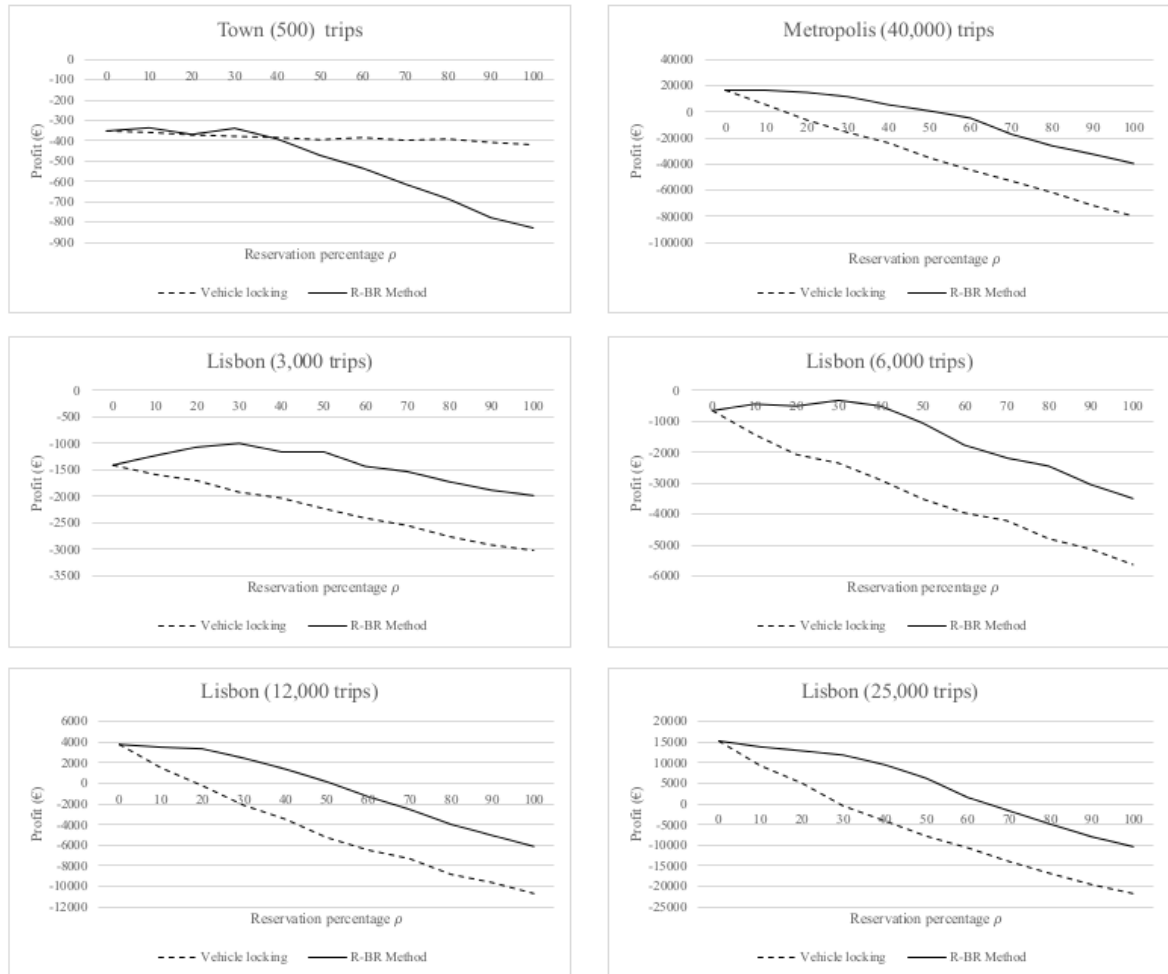 Town (500) trips
0
-100
-200
-300
-400
-500
-600
-700
-800
-900
0 10 20 30 40 50 60 70 80 90 100
Profit (€)
Reservation percentage ρ
Vehicle locking R-BR Method
Metropolis (40,000) trips
40000
20000
0
-20000
-40000
-60000
-80000
-100000
0 10 20 30 40 50 60 70 80 90 100
Profit (€)
Reservation percentage ρ
Vehicle locking R-BR Method
Lisbon (3,000 trips)
0
-500
-1000
-1500
-2000
-2500
-3000
-3500
0 10 20 30 40 50 60 70 80 90 100
Profit (€)
Reservation percentage ρ
Vehicle locking R-BR Method
Lisbon (6,000 trips)
0
-1000
-2000
-3000
-4000
-5000
-6000
0 10 20 30 40 50 60 70 80 90 100
Profit (€)
Reservation percentage ρ
Vehicle locking R-BR Method
Lisbon (12,000 trips)
6000
4000
2000
0
-2000
-4000
-6000
-8000
-10000
-12000
0 10 20 30 40 50 60 70 80 90 100
Profit (€)
Reservation percentage ρ
Vehicle locking R-BR Method
Lisbon (25,000 trips)
20000
15000
10000
5000
0
-5000
-10000
-15000
-20000
-25000
0 10 20 30 40 50 60 70 80 90 100
Profit (€)
Reservation percentage ρ
Vehicle locking R-BR Method